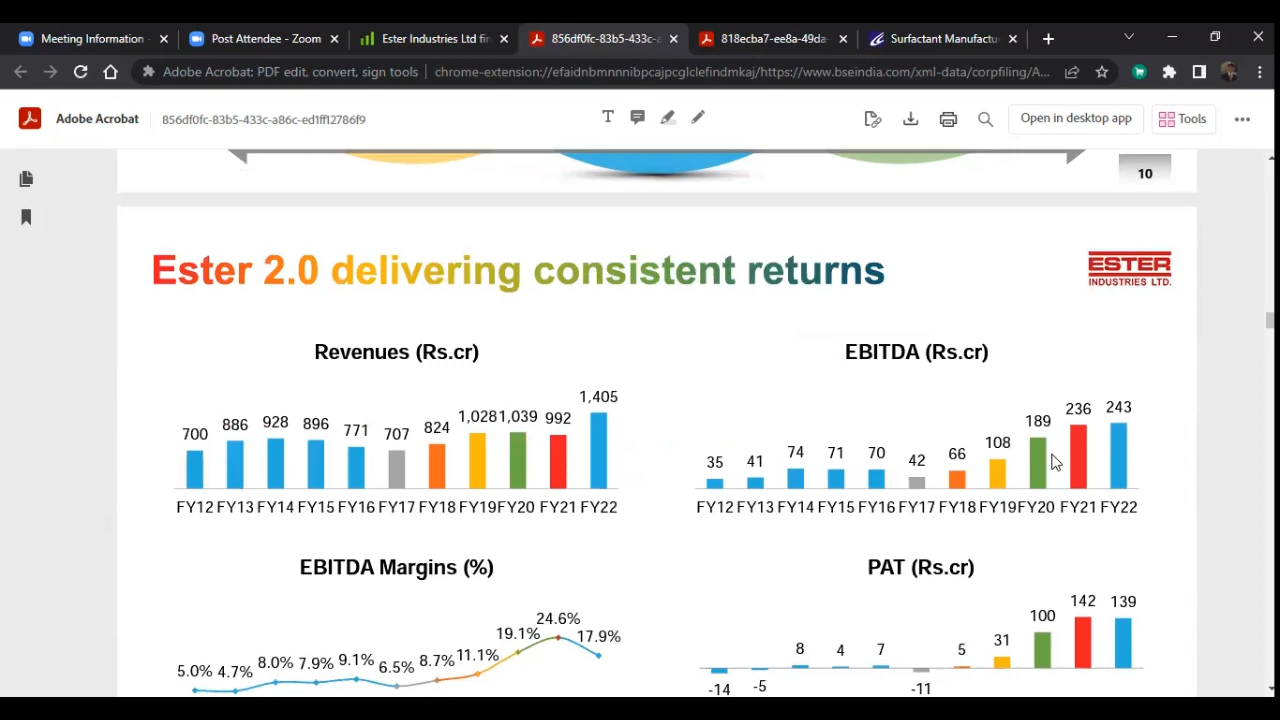 Meeting Information -
Post Attendee - Zoom
Ester Industries Ltd fin
856df0fc-83b5-433c-a
818ecba7-ee8a-49da-
Surfactant Manufactu
Adobe Acrobat: PDF edit, convert, sign tools
chrome-extension://efaidnbmnnnibpcajpcglclefindmkaj/https://www.bseindia.com/xml-data/corpfiling/A...
Adobe Acrobat
856df0fc-83b5-433c-a86c-ed1ff12786f9
Open in desktop app
Tools
10
Ester 2.0 delivering consistent returns
ESTER
INDUSTRIES LTD.
Revenues (Rs.cr)
700 886 928 896 771 707 824 1,028 1,039 992 1,405
FY12 FY13 FY14 FY15 FY16 FY17 FY18 FY19 FY20 FY21 FY22
EBITDA (Rs.cr)
35 41 74 71 70 42 66 108 189 236 243
FY12 FY13 FY14 FY15 FY16 FY17 FY18 FY19 FY20 FY21 FY22
EBITDA Margins (%)
5.0% 4.7% 8.0% 7.9% 9.1% 6.5% 8.7% 11.1% 19.1% 24.6% 17.9%
PAT (Rs.cr)
-14 -5 8 4 7 -11 5 31 100 142 139